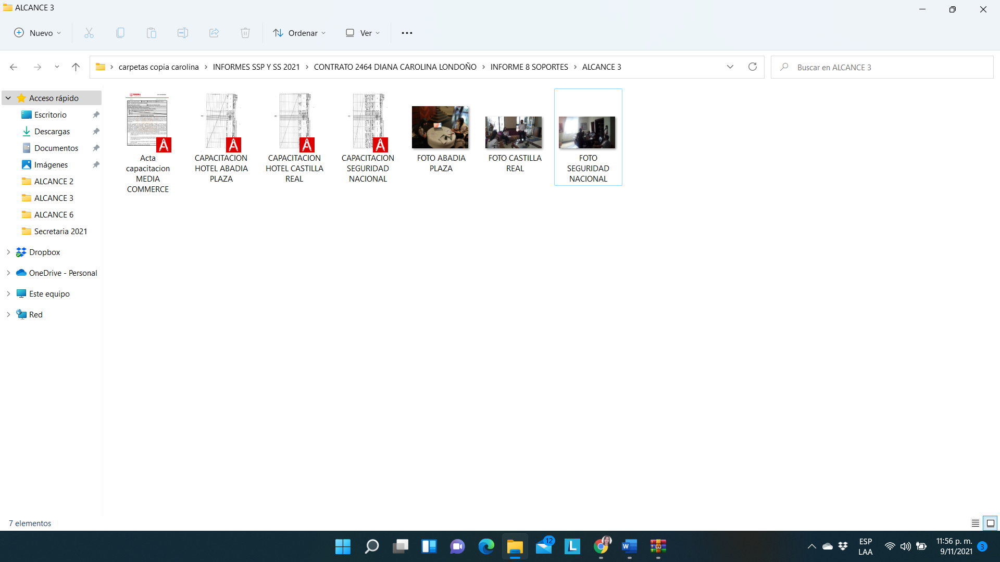 ALCANCE 3
Nuevo
Ordenar
Ver
carpetas copia carolina
INFORMES SSP Y SS 2021
CONTRATO 2464 DIANA CAROLINA LONDOÑO
INFORME 8 SOPORTES
ALCANCE 3
Buscar en ALCANCE 3
Acceso rápido
Escritorio
Descargas
Documentos
Imágenes
ALCANCE 2
ALCANCE 3
ALCANCE 6
Secretaria 2021
Dropbox
OneDrive - Personal
Este equipo
Red
PEREIRA
Acta
capacitacion
MEDIA
COMMERCE
CAPACITACION
HOTEL ABADIA
PLAZA
CAPACITACION
HOTEL CASTILLA
REAL
CAPACITACION
SEGURIDAD
NACIONAL
FOTO ABADIA
PLAZA
FOTO CASTILLA
REAL
FOTO
SEGURIDAD
NACIONAL
7 elementos
12
L
W
ESP
LAA
11:56 p. m.
9/11/2021
3